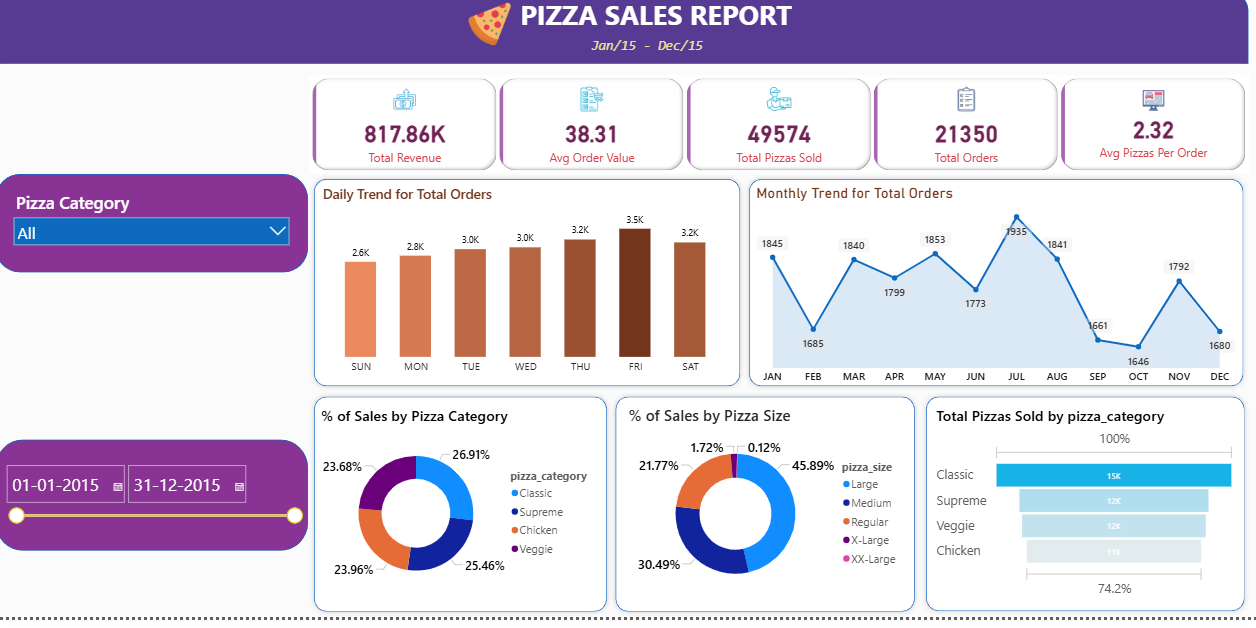 PIZZA SALES REPORT
Jan/15 - Dec/15
817.86K
Total Revenue
38.31
Avg Order Value
49574
Total Pizzas Sold
21350
Total Orders
2.32
Avg Pizzas Per Order
Pizza Category
All
01-01-2015
31-12-2015
Daily Trend for Total Orders
2.6K
2.8K
3.0K
3.0K
3.2K
3.5K
3.2K
SUN MON TUE WED THU FRI SAT
Monthly Trend for Total Orders
1845
1685
1840
1799
1853
1773
1935
1841
1661
1646
1792
1680
JAN FEB MAR APR MAY JUN JUL AUG SEP OCT NOV DEC
% of Sales by Pizza Category
26.91%
25.46%
23.96%
23.68%
pizza_category
Classic
Supreme
Chicken
Veggie
% of Sales by Pizza Size
1.72%
0.12%
45.89%
30.49%
21.77%
pizza_size
Large
Medium
Regular
X-Large
XX-Large
Total Pizzas Sold by pizza_category
100%
Classic 15K
Supreme 12K
Veggie 12K
Chicken 11K
74.2%